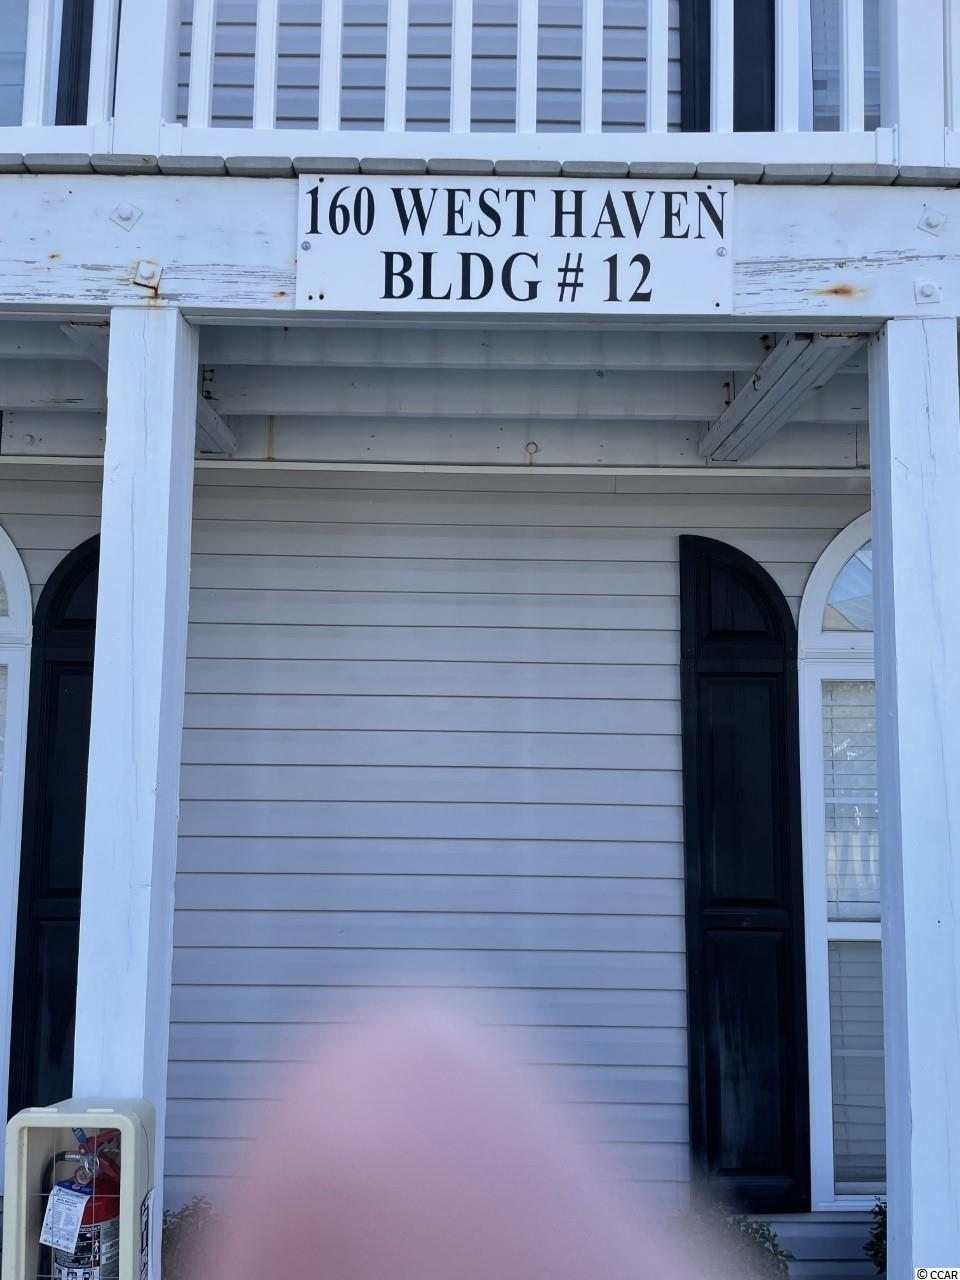 160 WEST HAVEN
BLDG # 12
© CCAR